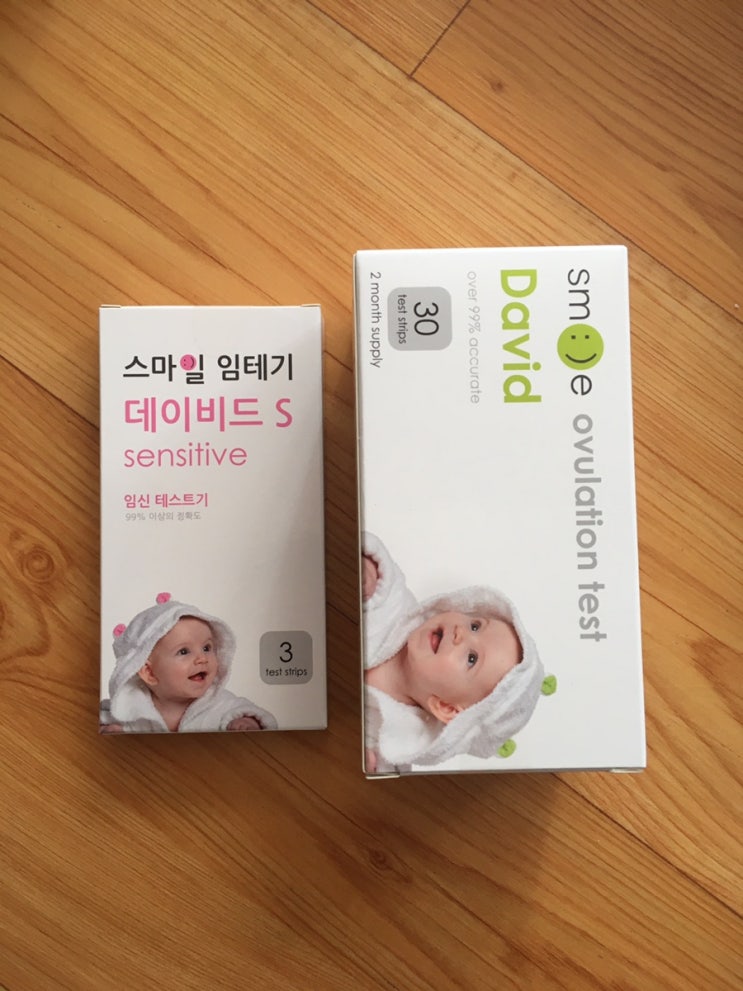 스마일 임테기
데이비드 S
sensitive
임신 테스트기
99% 이상의 정확도
3
test strips
smile ovulation test
David
over 99% accurate
30
test strips
2 month supply